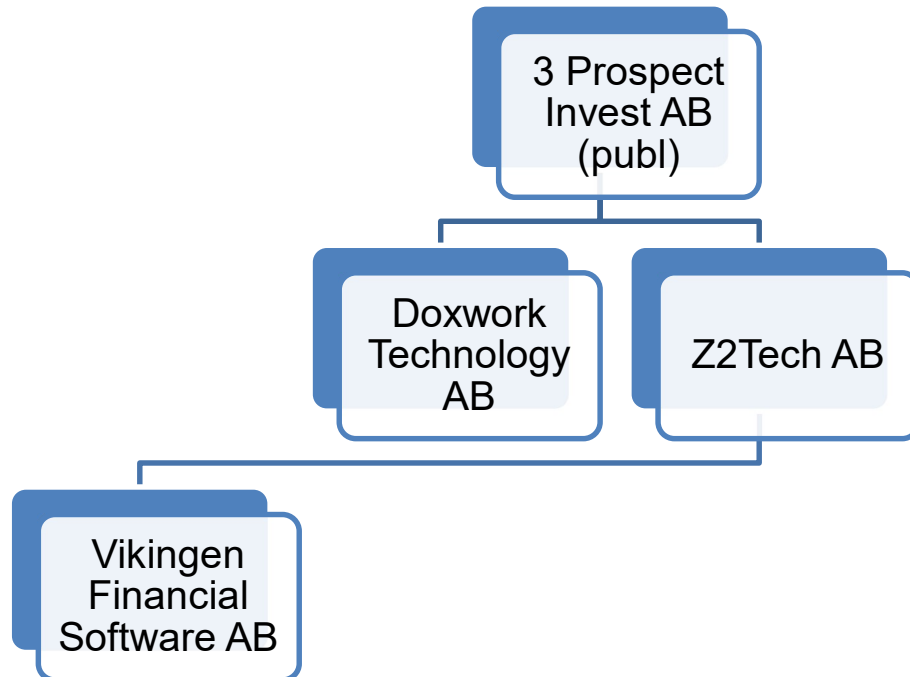 3 Prospect
Invest AB
(publ)
Doxwork
Technology
AB
Z2Tech AB
Vikingen
Financial
Software AB